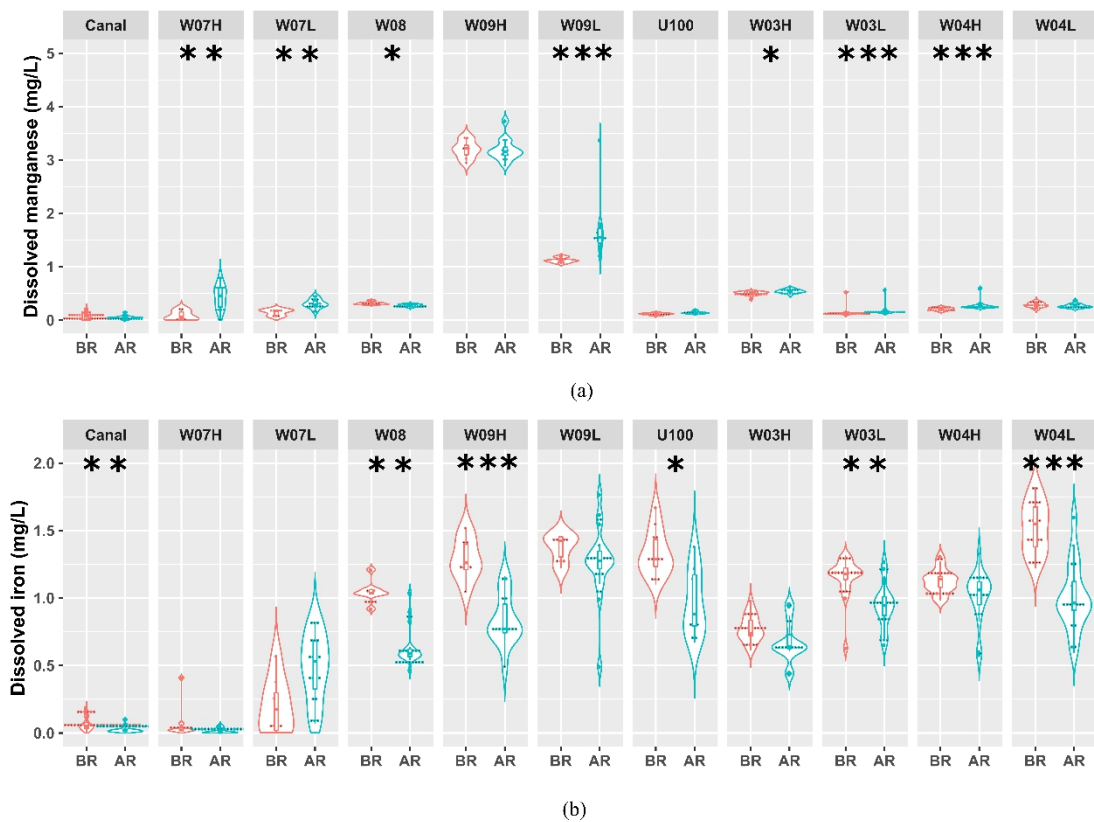 Canal W07H W07L W08 W09H W09L U100 W03H W03L W04H W04L
** ** * *** * *** ***
Dissolved manganese (mg/L)
5
4
3
2
1
0
BR AR BR AR BR AR BR AR BR AR BR AR BR AR BR AR BR AR BR AR BR AR
(a)
Canal W07H W07L W08 W09H W09L U100 W03H W03L W04H W04L
** ** *** * ** ***
Dissolved iron (mg/L)
2.0
1.5
1.0
0.5
0.0
BR AR BR AR BR AR BR AR BR AR BR AR BR AR BR AR BR AR BR AR BR AR
(b)